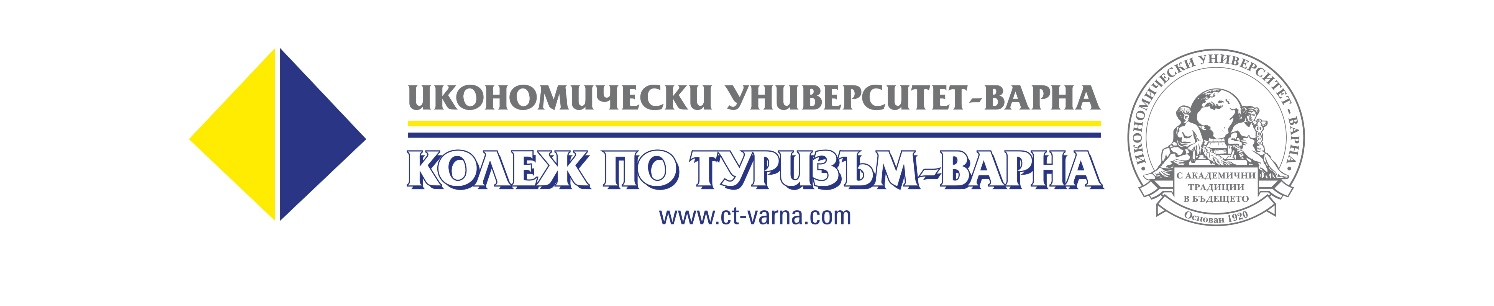 ИКОНОМИЧЕСКИ УНИВЕРСИТЕТ-ВАРНА
КОЛЕЖ ПО ТУРИЗЪМ-ВАРНА
www.ct-varna.com
• ИКОНОМИЧЕСКИ УНИВЕРСИТЕТ - ВАРНА •
С АКАДЕМИЧНИ
ТРАДИЦИИ
В БЪДЕЩЕТО
Основан 1920